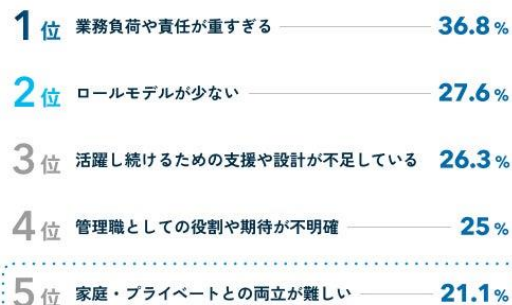 1位 業務負荷や責任が重すぎる 36.8%
2位 ロールモデルが少ない 27.6%
3位 活躍し続けるための支援や設計が不足している 26.3%
4位 管理職としての役割や期待が不明確 25%
5位 家庭・プライベートとの両立が難しい 21.1%